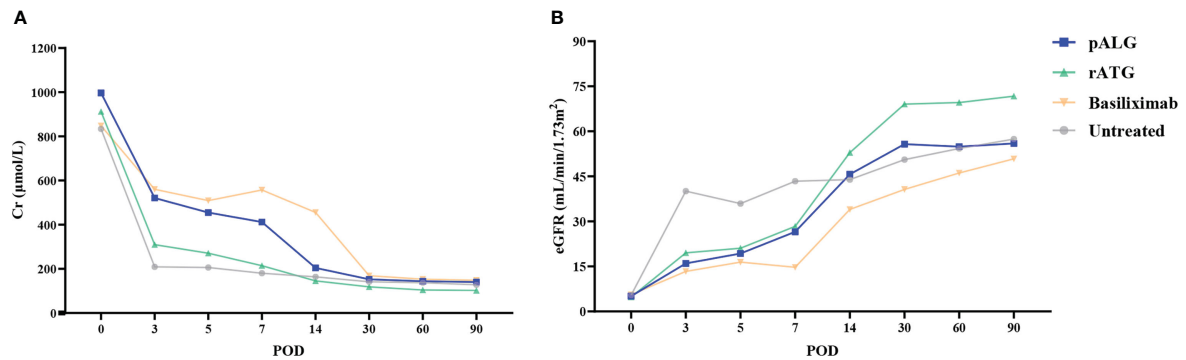 A
Cr (μmol/L)
1200
1000
800
600
400
200
0
0 3 5 7 14 30 60 90
POD
B
eGFR (mL/min/1.73m²)
90
75
60
45
30
15
0
0 3 5 7 14 30 60 90
POD
pALG
rATG
Basiliximab
Untreated